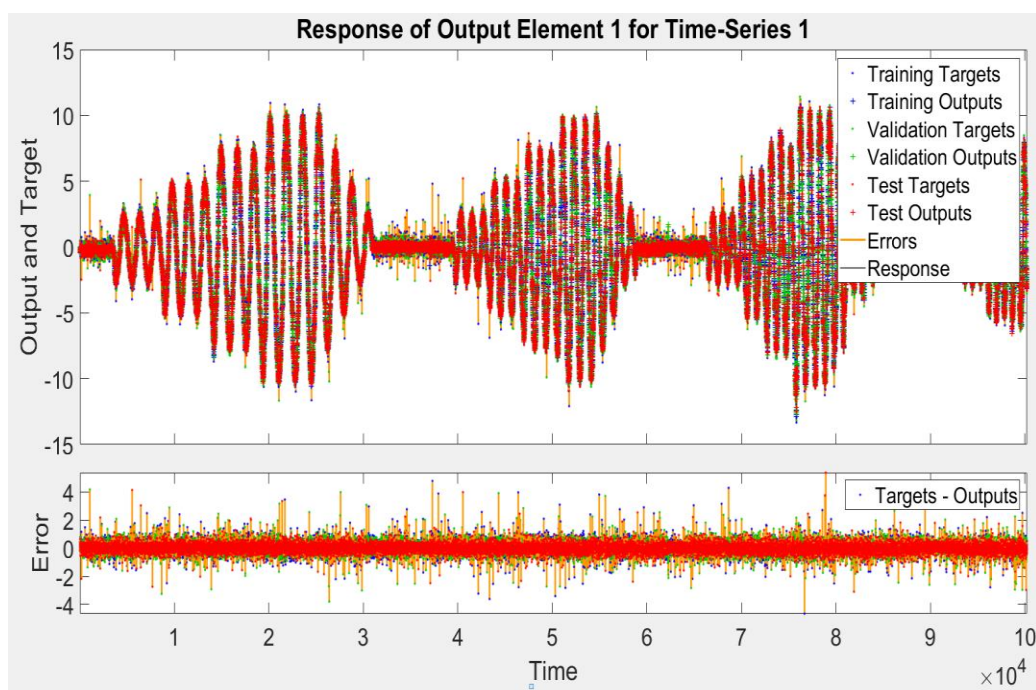 Response of Output Element 1 for Time-Series 1
Output and Target
15
10
5
0
-5
-10
-15
Training Targets
Training Outputs
Validation Targets
Validation Outputs
Test Targets
Test Outputs
Errors
Response
Error
4
2
0
-2
-4
Targets - Outputs
1 2 3 4 5 6 7 8 9 10
Time
×10^4